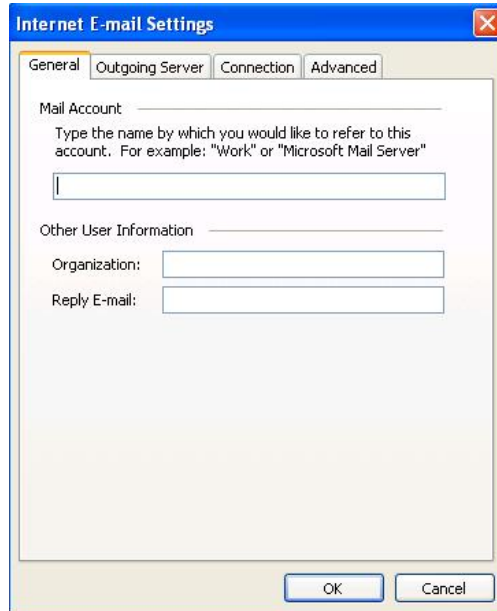 Internet E-mail Settings
General Outgoing Server Connection Advanced
Mail Account
Type the name by which you would like to refer to this
account. For example: "Work" or "Microsoft Mail Server"
Other User Information
Organization:
Reply E-mail:
OK Cancel